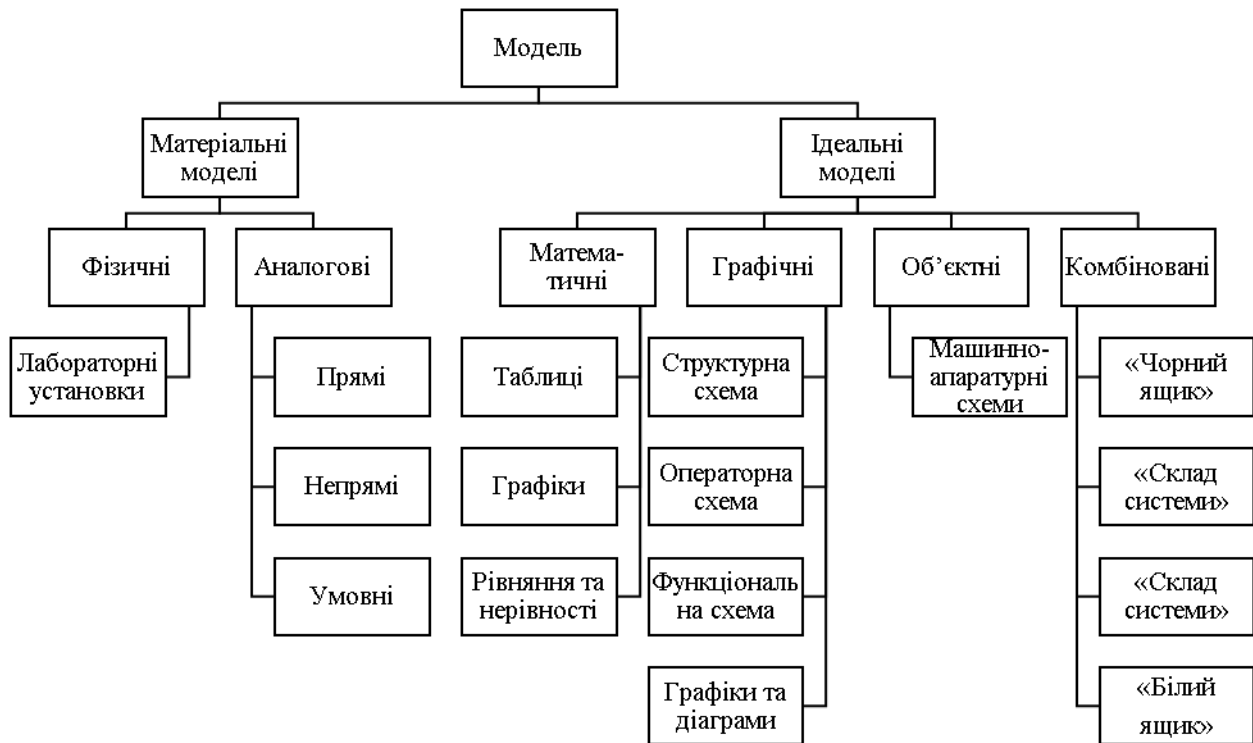 Модель
Матеріальні
моделі
Ідеальні
моделі
Фізичні
Аналогові
Матема-
тичні
Графічні
Об’єктні
Комбіновані
Лабораторні
установки
Прямі
Таблиці
Структурна
схема
Машинно-
апаратурні
схеми
«Чорний
ящик»
Непрямі
Графіки
Операторна
схема
«Склад
системи»
Умовні
Рівняння та
нерівності
Функціональ
на схема
«Склад
системи»
Графіки та
діаграми
«Білий
ящик»